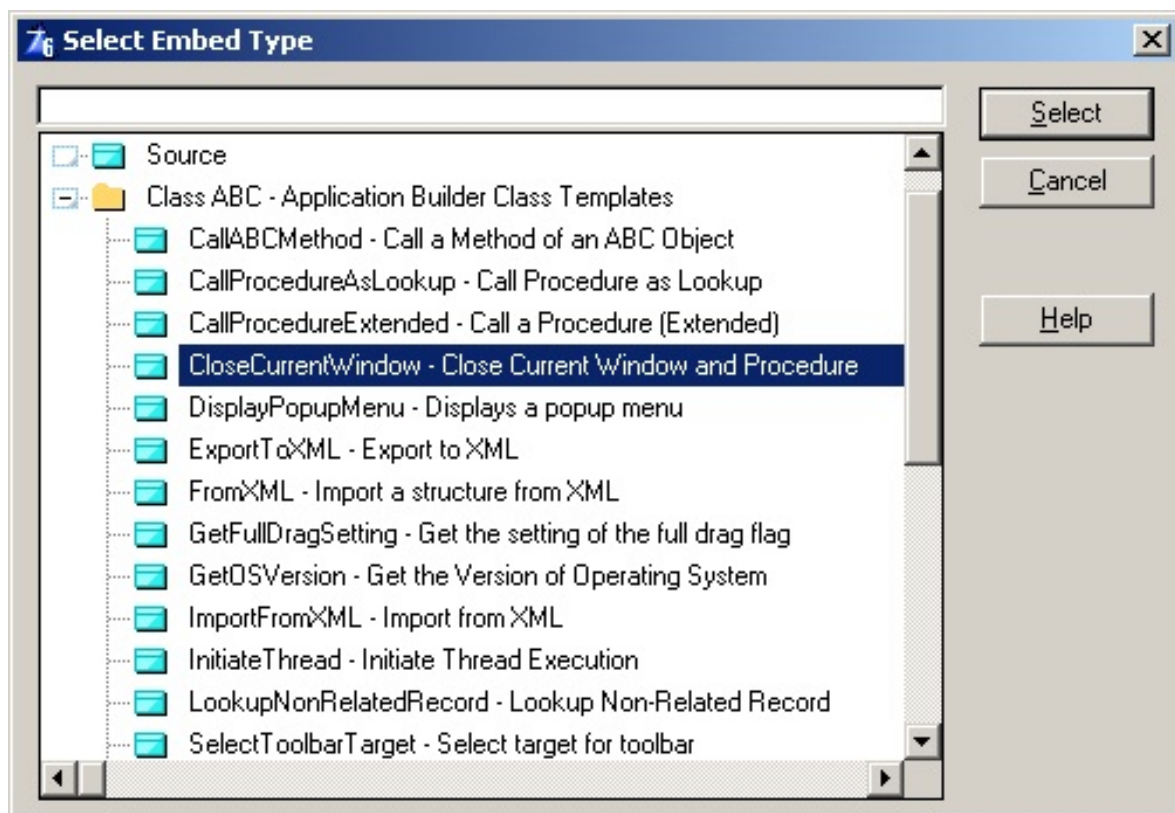 Select Embed Type
Select
Source
Cancel
Class ABC - Application Builder Class Templates
CallABCMethod - Call a Method of an ABC Object
CallProcedureAsLookup - Call Procedure as Lookup
CallProcedureExtended - Call a Procedure (Extended)
Help
CloseCurrentWindow - Close Current Window and Procedure
DisplayPopupMenu - Displays a popup menu
ExportToXML - Export to XML
FromXML - Import a structure from XML
GetFullDragSetting - Get the setting of the full drag flag
GetOSVersion - Get the Version of Operating System
ImportFromXML - Import from XML
InitiateThread - Initiate Thread Execution
LookupNonRelatedRecord - Lookup Non-Related Record
SelectToolbarTarget - Select target for toolbar